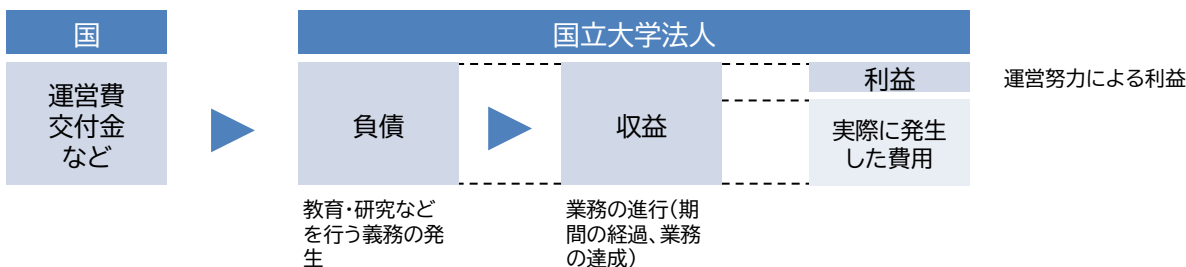 国
国立大学法人
運営費
交付金
など
負債
収益
利益
実際に発生
した費用
運営努力による利益
教育・研究など
を行う義務の発
生
業務の進行（期
間の経過、業務
の達成）